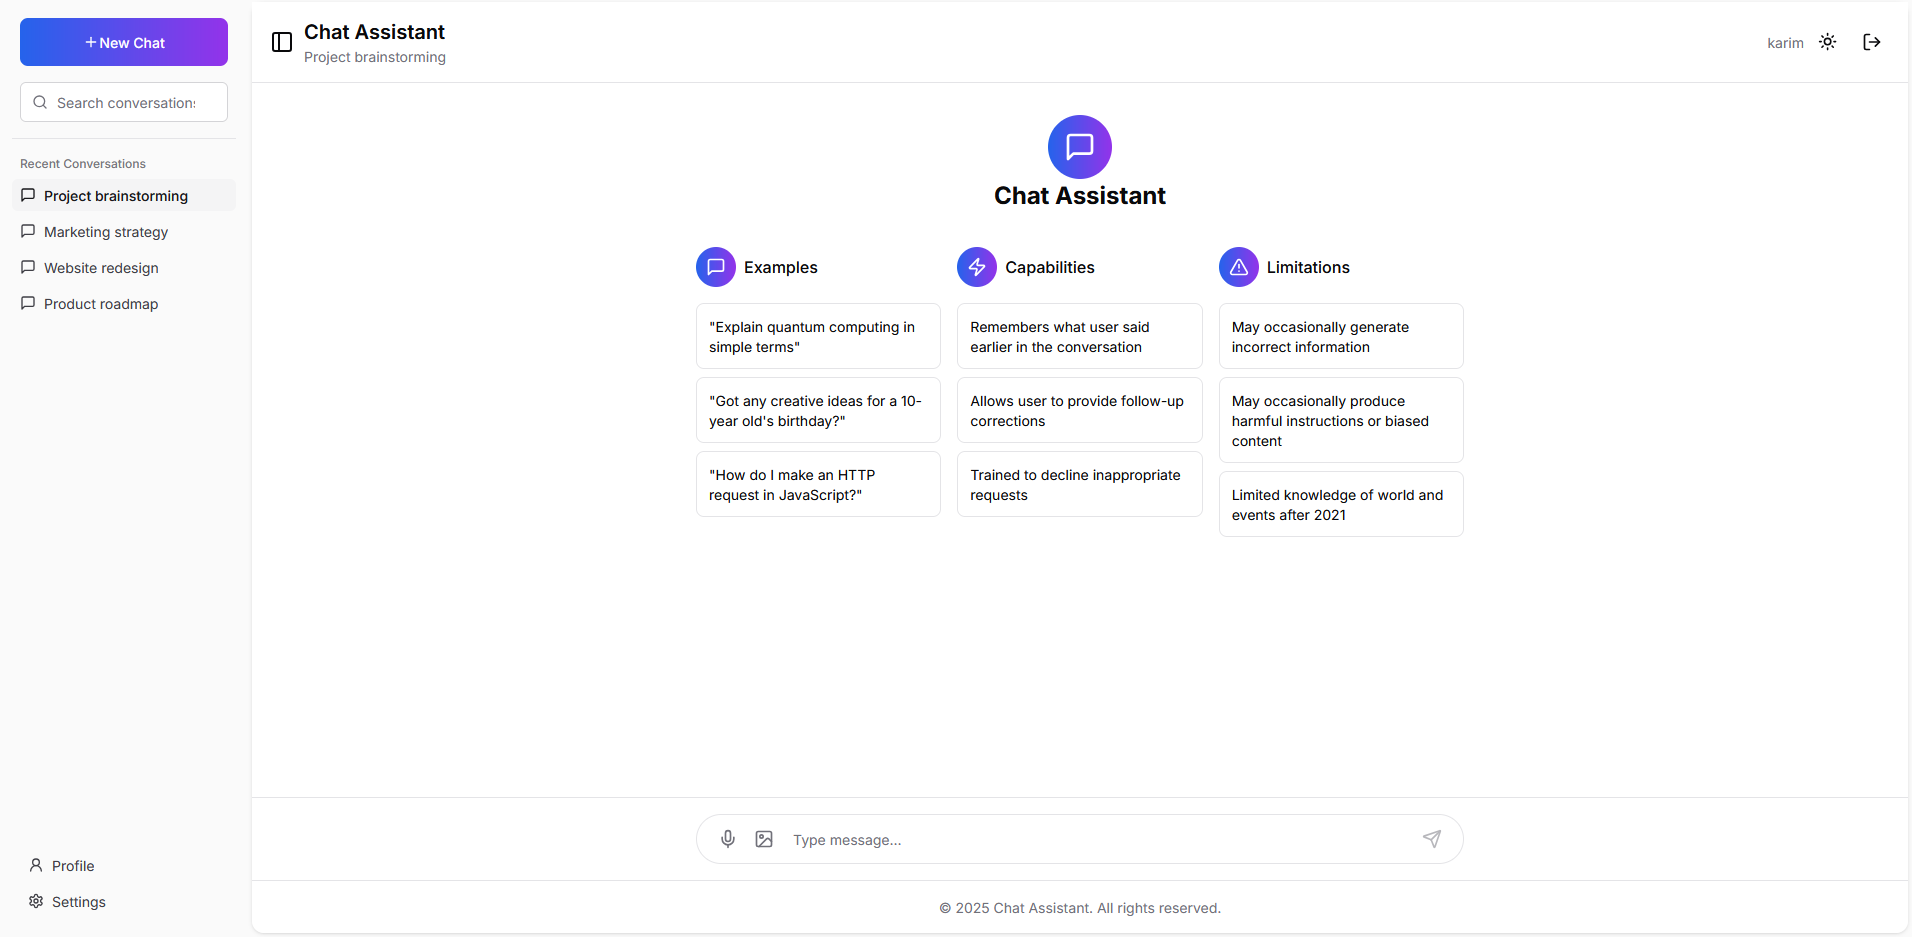 New Chat
Search conversations
Recent Conversations
Project brainstorming
Marketing strategy
Website redesign
Product roadmap
Profile
Settings
Chat Assistant
Project brainstorming
karim
Chat Assistant
Examples
"Explain quantum computing in
simple terms"
"Got any creative ideas for a 10-
year old's birthday?"
"How do I make an HTTP
request in JavaScript?"
Capabilities
Remembers what user said
earlier in the conversation
Allows user to provide follow-up
corrections
Trained to decline inappropriate
requests
Limitations
May occasionally generate
incorrect information
May occasionally produce
harmful instructions or biased
content
Limited knowledge of world and
events after 2021
Type message...
© 2025 Chat Assistant. All rights reserved.